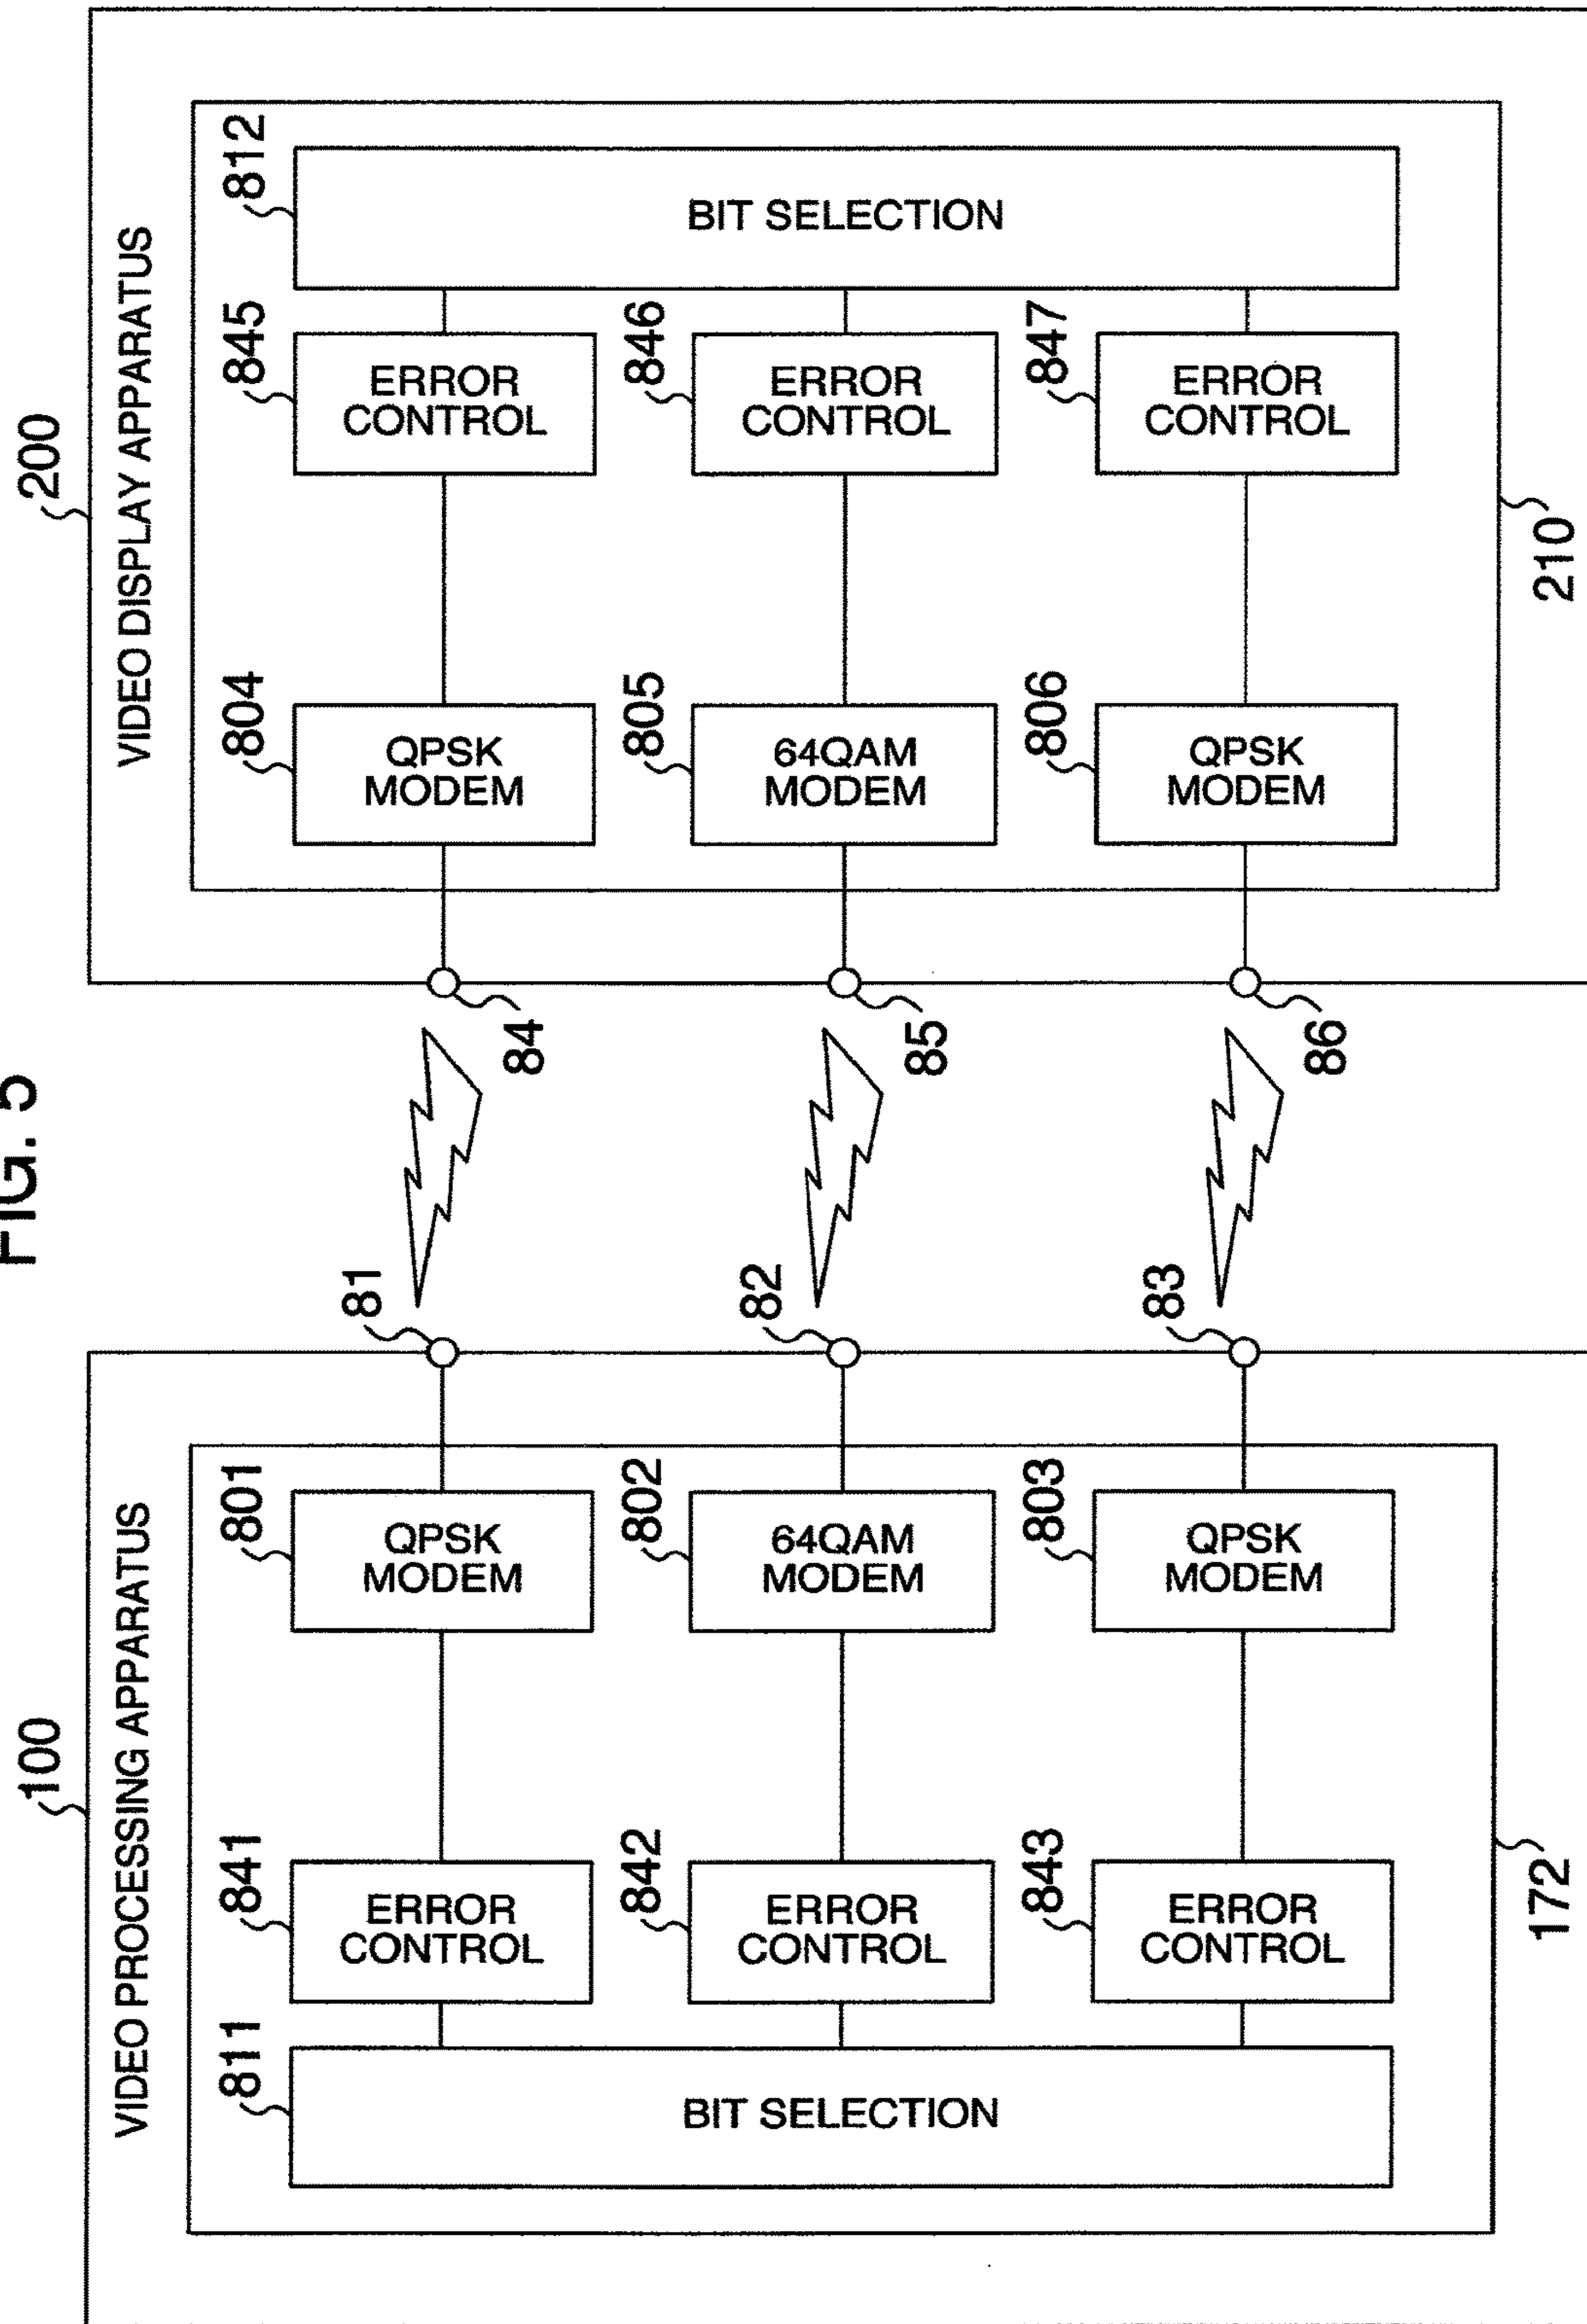 FIG. 5
200
VIDEO DISPLAY APPARATUS
812
BIT SELECTION
845
ERROR
CONTROL
846
ERROR
CONTROL
847
ERROR
CONTROL
804
QPSK
MODEM
805
64QAM
MODEM
806
QPSK
MODEM
210
84
85
86
81
82
83
100
VIDEO PROCESSING APPARATUS
801
QPSK
MODEM
802
64QAM
MODEM
803
QPSK
MODEM
841
ERROR
CONTROL
842
ERROR
CONTROL
843
ERROR
CONTROL
811
BIT SELECTION
172